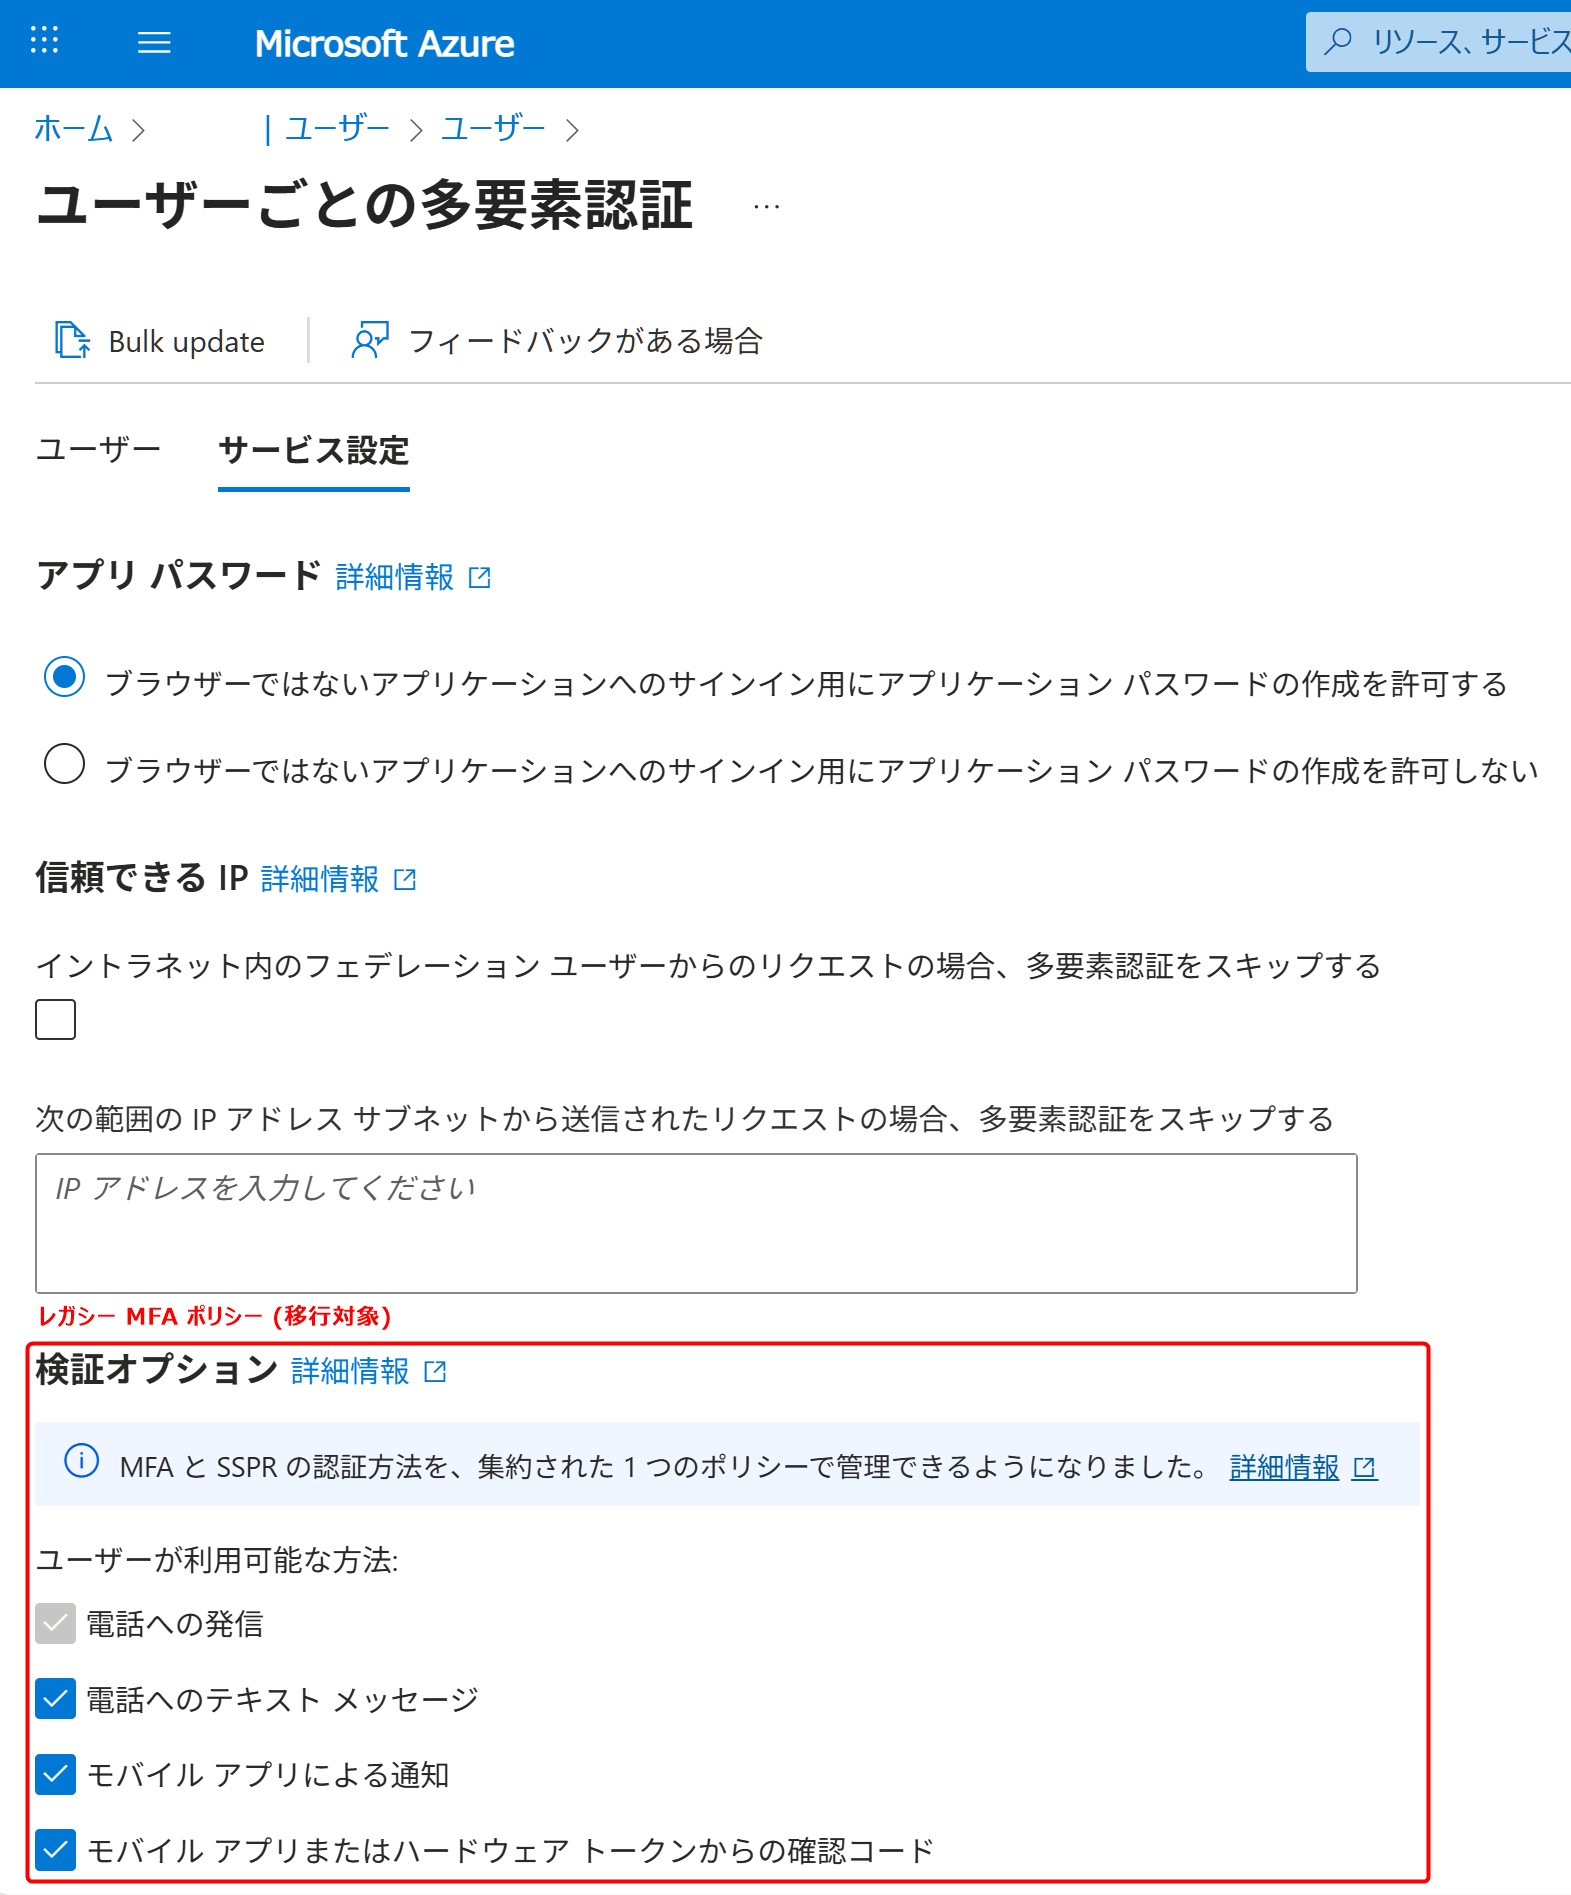 Microsoft Azure
リソース、サービス
ホーム > | ユーザー > ユーザー >
ユーザーごとの多要素認証 …
Bulk update | フィードバックがある場合
ユーザー サービス設定
アプリ パスワード 詳細情報
ブラウザーではないアプリケーションへのサインイン用にアプリケーション パスワードの作成を許可する
ブラウザーではないアプリケーションへのサインイン用にアプリケーション パスワードの作成を許可しない
信頼できる IP 詳細情報
イントラネット内のフェデレーション ユーザーからのリクエストの場合、多要素認証をスキップする
次の範囲の IP アドレス サブネットから送信されたリクエストの場合、多要素認証をスキップする
IP アドレスを入力してください
レガシー MFA ポリシー (移行対象)
検証オプション 詳細情報
MFA と SSPR の認証方法を、集約された 1 つのポリシーで管理できるようになりました。 詳細情報
ユーザーが利用可能な方法:
電話への発信
電話へのテキスト メッセージ
モバイル アプリによる通知
モバイル アプリまたはハードウェア トークンからの確認コード